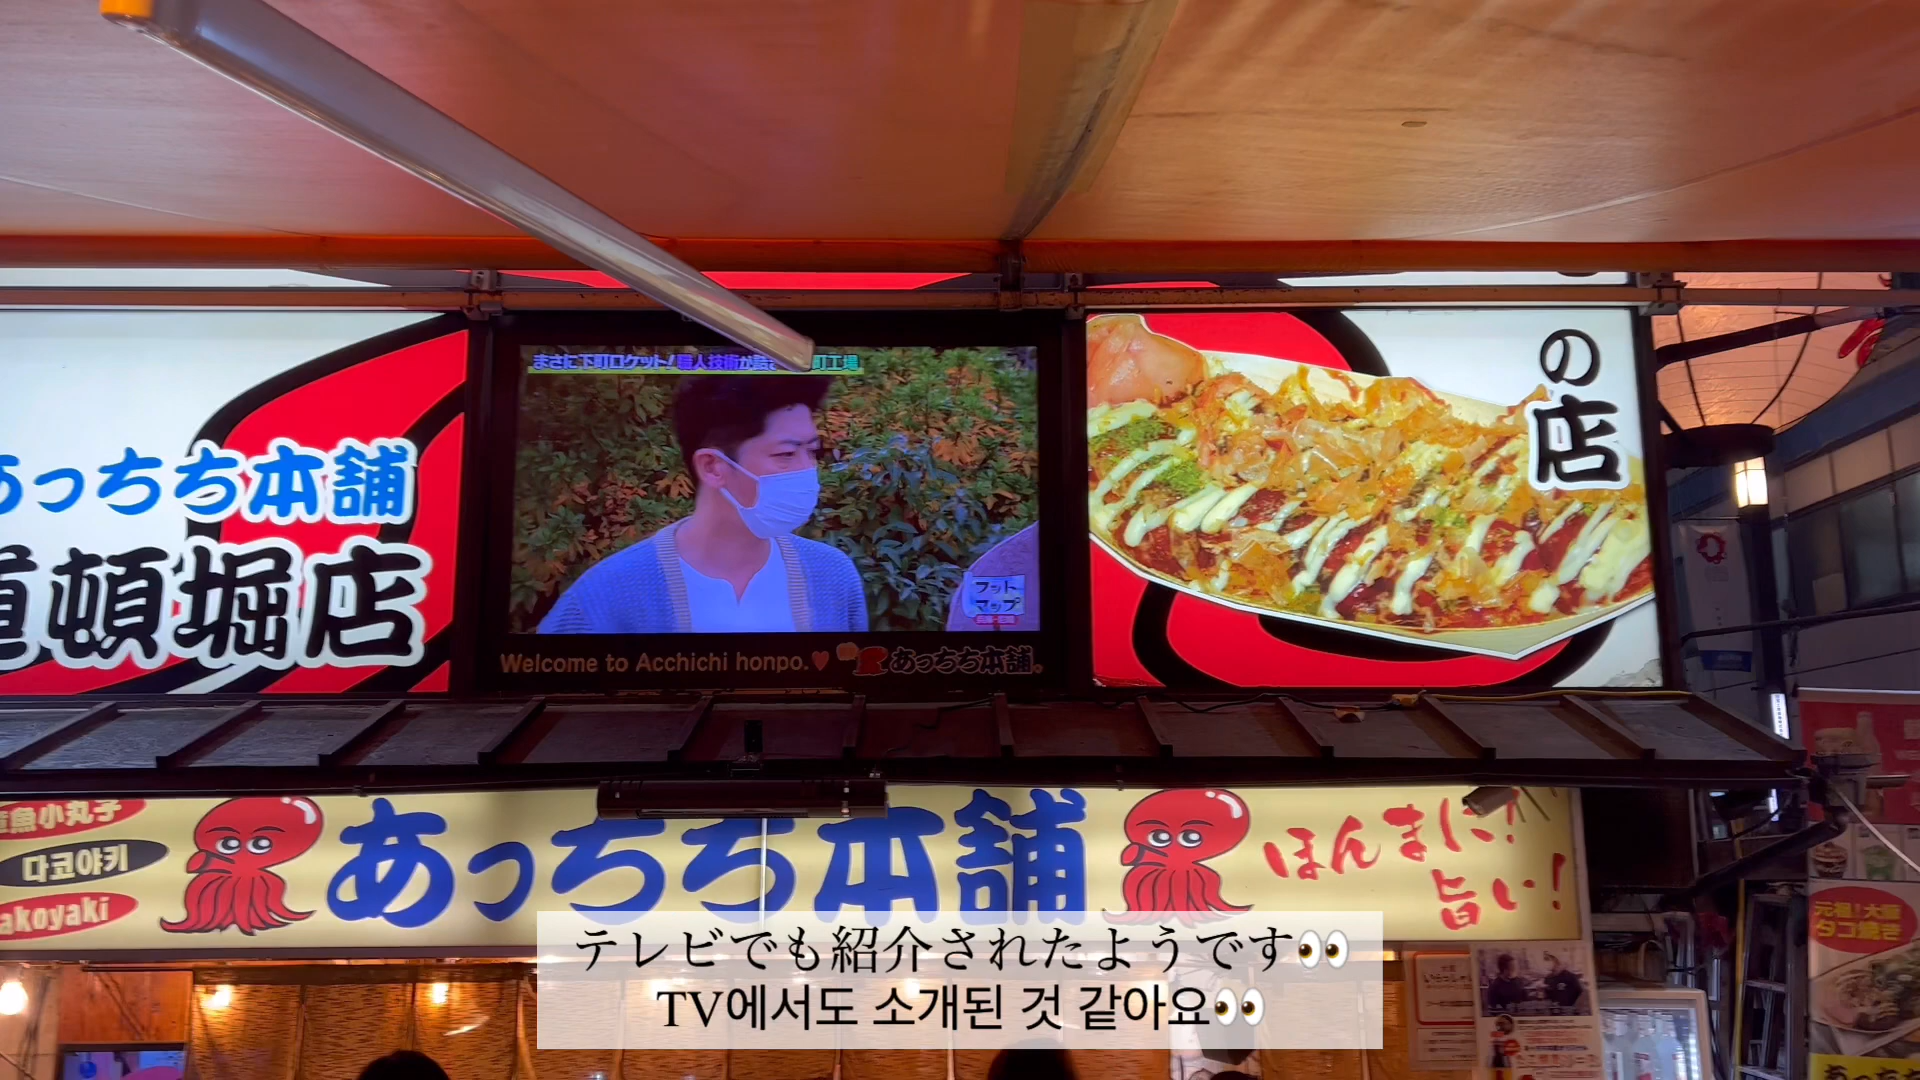 の店
あっちち本舗
道頓堀店
まさに下町ロケット!職人技術が
町工場
フット
マップ
Welcome to Acchichi honpo.♥ あっちち本舗。
章魚小丸子
다코야키
akoyaki
あっちち本舗
ほんまに!
旨い!
元祖!大阪
タコ焼き
テレビでも紹介されたようです👀
TV에서도 소개된 것 같아요👀